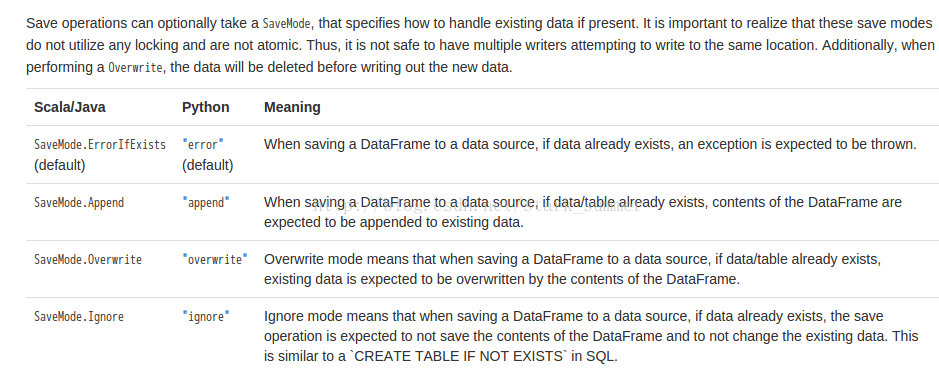 Save operations can optionally take a SaveMode, that specifies how to handle existing data if present. It is important to realize that these save modes
do not utilize any locking and are not atomic. Thus, it is not safe to have multiple writers attempting to write to the same location. Additionally, when
performing a Overwrite, the data will be deleted before writing out the new data.
Scala/Java Python Meaning
SaveMode.ErrorIfExists "error" When saving a DataFrame to a data source, if data already exists, an exception is expected to be thrown.
(default) (default)
SaveMode.Append "append" When saving a DataFrame to a data source, if data/table already exists, contents of the DataFrame are
expected to be appended to existing data.
SaveMode.Overwrite "overwrite" Overwrite mode means that when saving a DataFrame to a data source, if data/table already exists,
existing data is expected to be overwritten by the contents of the DataFrame.
SaveMode.Ignore "ignore" Ignore mode means that when saving a DataFrame to a data source, if data already exists, the save
operation is expected to not save the contents of the DataFrame and to not change the existing data. This
is similar to a `CREATE TABLE IF NOT EXISTS` in SQL.